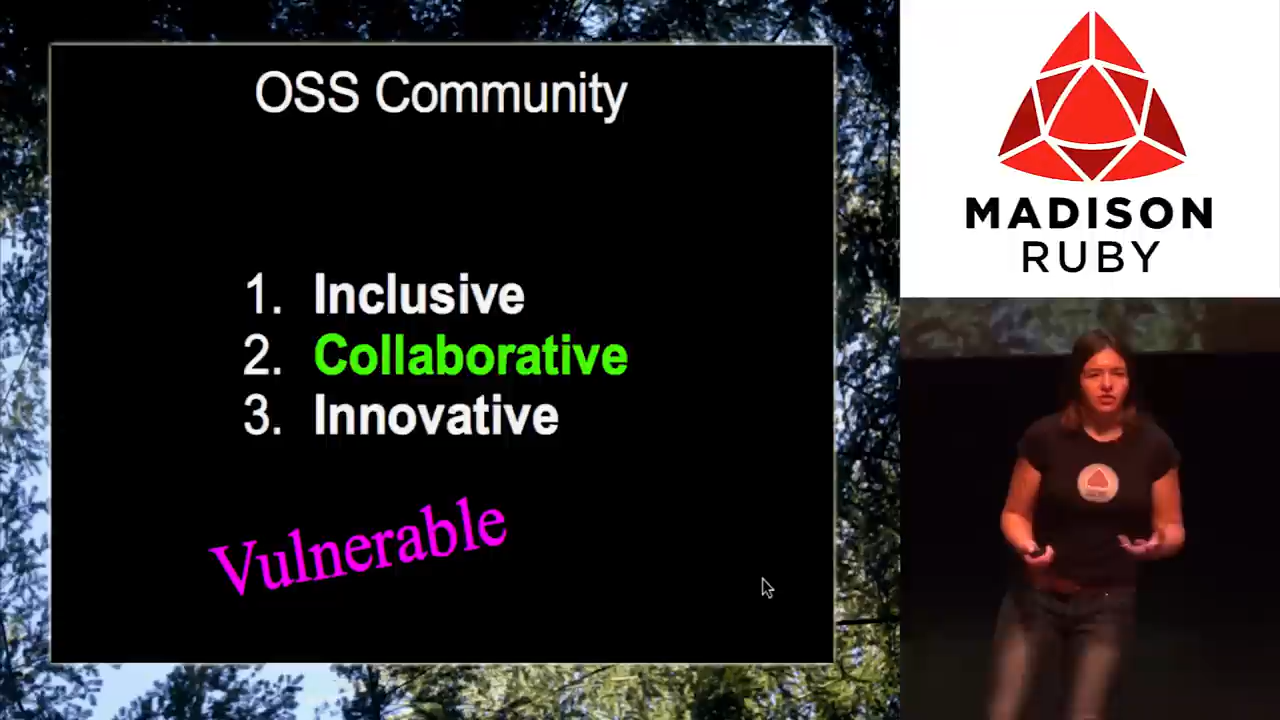 OSS Community
1. Inclusive
2. Collaborative
3. Innovative
Vulnerable
MADISON
RUBY